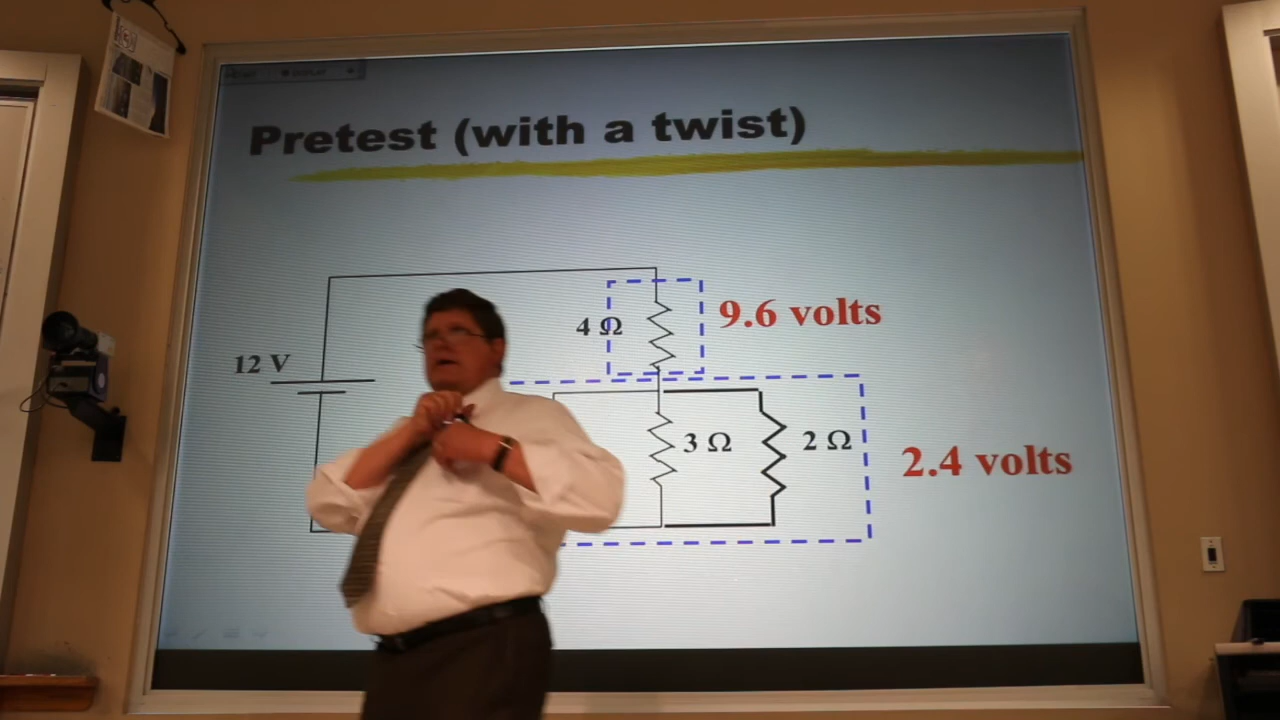 Pretest (with a twist)
4 Ω
9.6 volts
12 V
3 Ω
2 Ω
2.4 volts